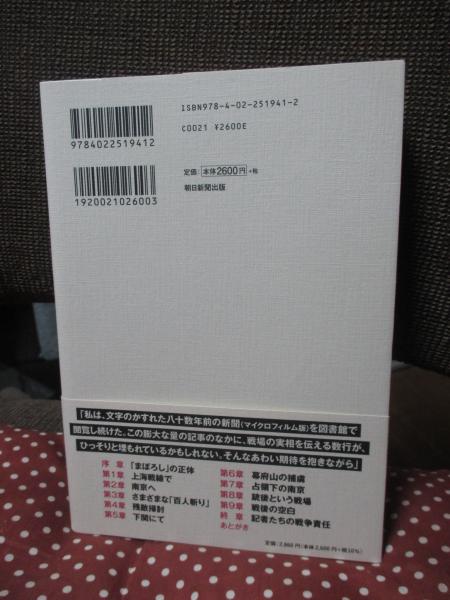 ISBN978-4-02-251941-2
C0021 ¥2600E
9784022519412
定価：本体2600円+税
朝日新聞出版
1920021026003
「私は、文字のかすれた八十数年前の新聞（マイクロフィルム版）を図書館で
閲覧し続けた。この膨大な量の記事のなかに、戦場の実相を伝える数行が、
ひっそりと埋もれているかもしれない、そんなあわい期待を抱きながら」
序　章　「まぼろし」の正体
第1章　上海戦線で
第2章　南京へ
第3章　さまざまな「百人斬り」
第4章　残敵掃討
第5章　下関にて
第6章　幕府山の捕虜
第7章　占領下の南京
第8章　銃後という戦場
第9章　戦後の空白
終　章　記者たちの戦争責任
あとがき
定価：2,860円（本体2,600円+税10%）